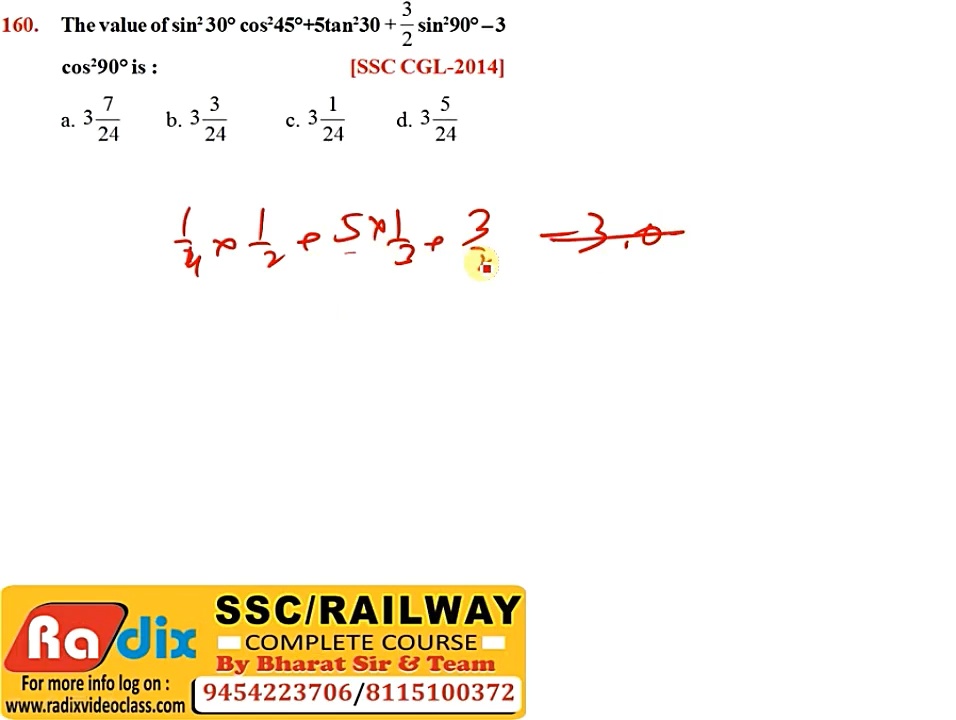 160. The value of sin² 30° cos²45°+5tan²30 + 3/2 sin²90° – 3
cos²90° is : [SSC CGL-2014]
a. 3 7/24 b. 3 3/24 c. 3 1/24 d. 3 5/24
1/4 × 1/2 + 5 × 1/3 + 3/2 – 3.0
Radix
For more info log on :
www.radixvideoclass.com
SSC/RAILWAY
COMPLETE COURSE
By Bharat Sir & Team
9454223706/8115100372